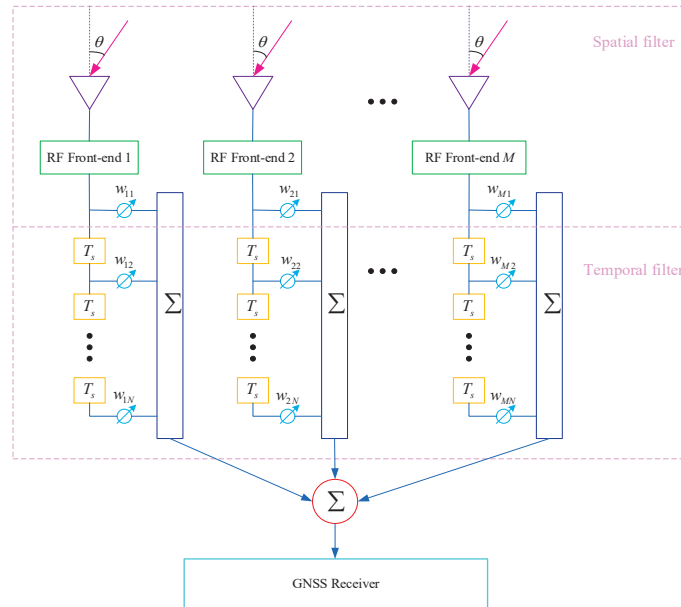 θ θ θ
Spatial filter
RF Front-end 1 RF Front-end 2 RF Front-end M
w11 w21 wM1
Ts Ts Ts
Temporal filter
w12 w22 wM2
Ts Ts Ts
Σ Σ Σ
Ts Ts Ts
w1N w2N wMN
Σ
GNSS Receiver